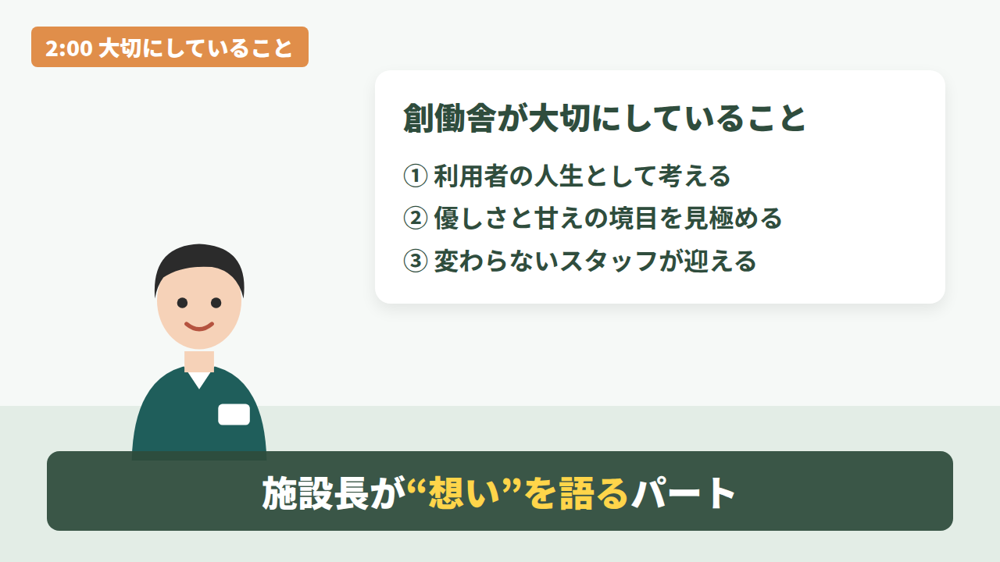 2:00 大切にしていること
創働舎が大切にしていること
① 利用者の人生として考える
② 優しさと甘えの境目を見極める
③ 変わらないスタッフが迎える
施設長が“想い”を語るパート